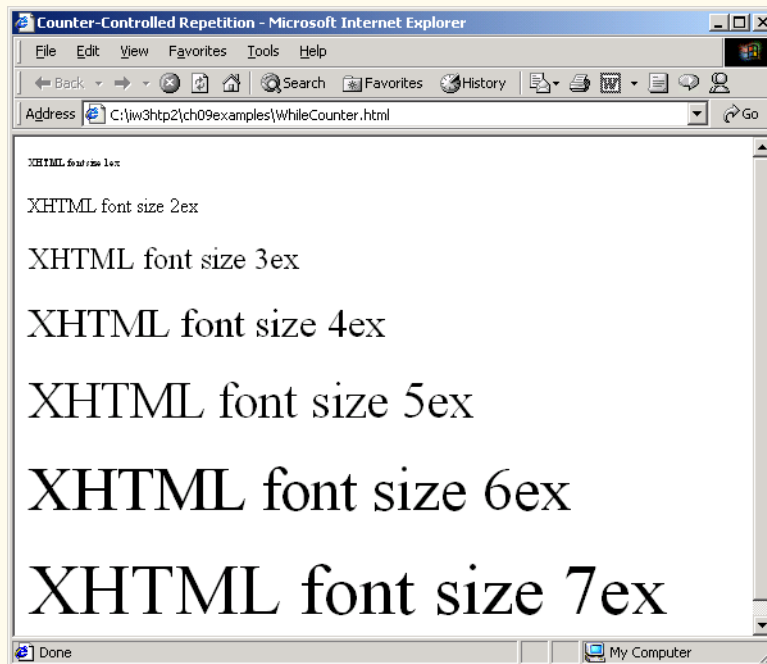 Counter-Controlled Repetition - Microsoft Internet Explorer
File Edit View Favorites Tools Help
Back Search Favorites History
Address C:\iw3htp2\ch09examples\WhileCounter.html Go
XHTML font size 1ex
XHTML font size 2ex
XHTML font size 3ex
XHTML font size 4ex
XHTML font size 5ex
XHTML font size 6ex
XHTML font size 7ex
Done My Computer